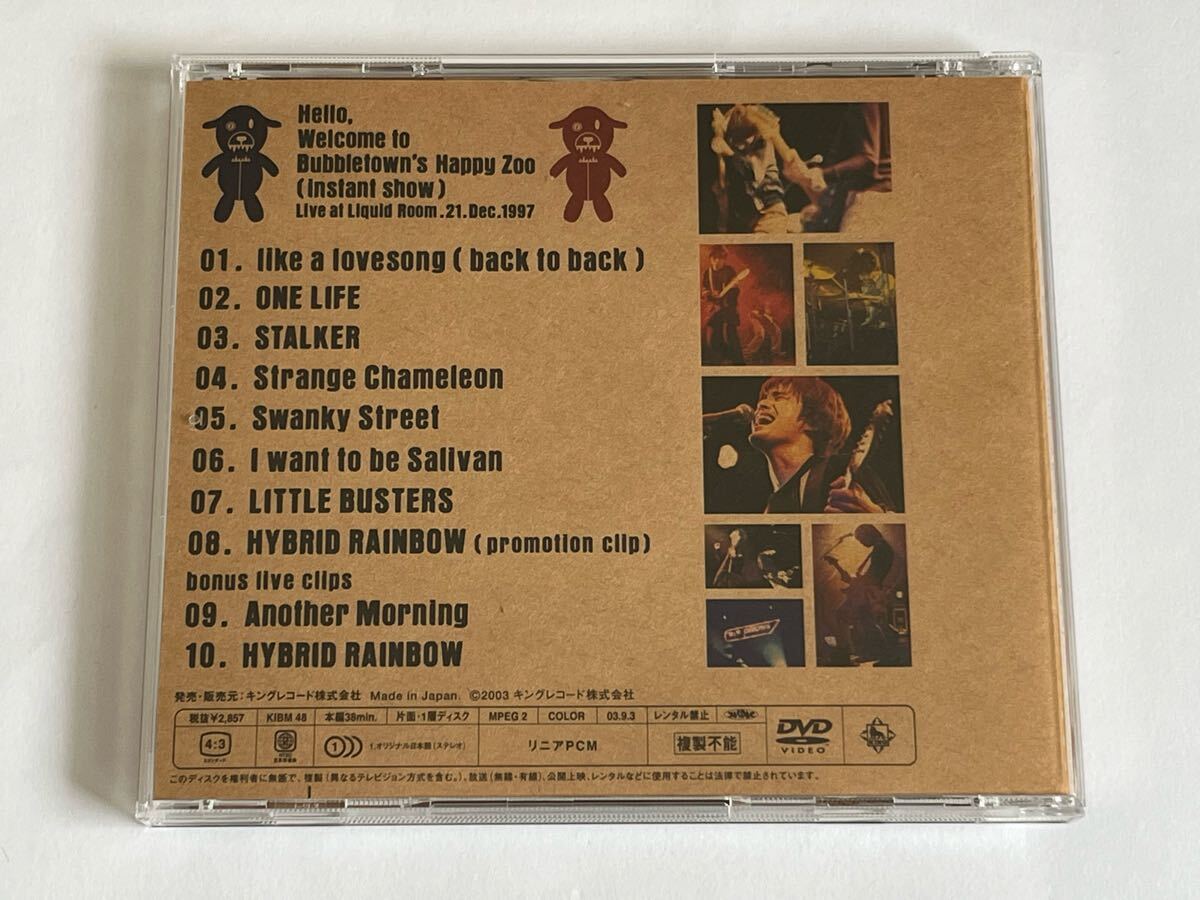 Hello,
Welcome to
Bubbletown's Happy Zoo
(instant show)
Live at Liquid Room.21.Dec.1997
01. like a lovesong ( back to back )
02. ONE LIFE
03. STALKER
04. Strange Chameleon
05. Swanky Street
06. I want to be Salivan
07. LITTLE BUSTERS
08. HYBRID RAINBOW ( promotion clip)
bonus live clips
09. Another Morning
10. HYBRID RAINBOW
発売・販売元:キングレコード株式会社 Made in Japan. ©2003 キングレコード株式会社
税抜¥2,857 KIBM 48 本編38min. 片面・1層ディスク MPEG 2 COLOR 03.9.3 レンタル禁止
4:3 1) 1.オリジナル日本語(ステレオ) リニアPCM 複製不能 DVD VIDEO
このディスクを権利者に無断で、複製(異なるテレビジョン方式を含む。)、放送(無線・有線)、公開上映、レンタルなどに使用することは法律で禁止されています。